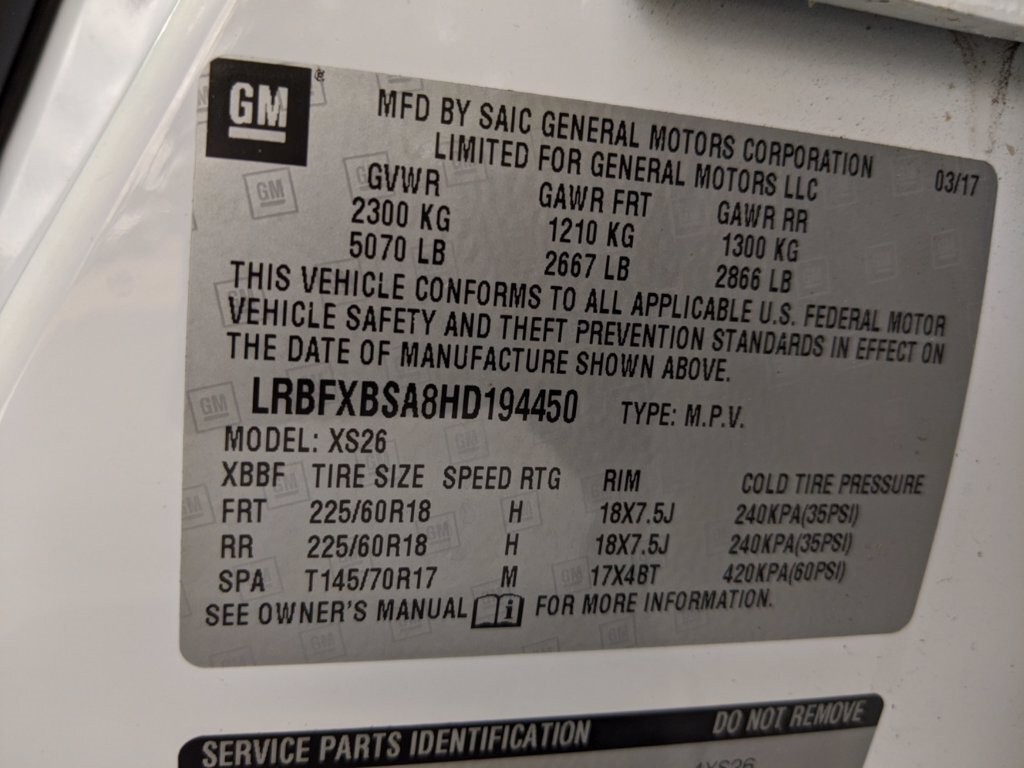 GM
MFD BY SAIC GENERAL MOTORS CORPORATION
LIMITED FOR GENERAL MOTORS LLC
03/17
GVWR GAWR FRT GAWR RR
2300 KG 1210 KG 1300 KG
5070 LB 2667 LB 2866 LB
THIS VEHICLE CONFORMS TO ALL APPLICABLE U.S. FEDERAL MOTOR
VEHICLE SAFETY AND THEFT PREVENTION STANDARDS IN EFFECT ON
THE DATE OF MANUFACTURE SHOWN ABOVE.
LRBFXBSA8HD194450 TYPE: M.P.V.
MODEL: XS26
XBBF TIRE SIZE SPEED RTG RIM COLD TIRE PRESSURE
FRT 225/60R18 H 18X7.5J 240KPA(35PSI)
RR 225/60R18 H 18X7.5J 240KPA(35PSI)
SPA T145/70R17 M 17X4BT 420KPA(60PSI)
SEE OWNER'S MANUAL FOR MORE INFORMATION.
SERVICE PARTS IDENTIFICATION DO NOT REMOVE